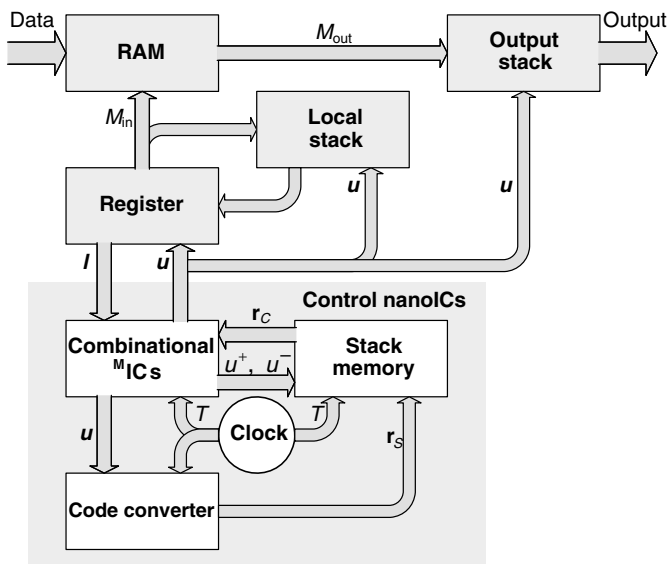 Data
RAM
M_out
Output stack
Output
M_in
Local
stack
u
u
Register
I
u
Control nanoICs
r_C
Combinational
ᴹICs
Stack
memory
u⁺, u⁻
T
T
Clock
u
r_S
Code converter